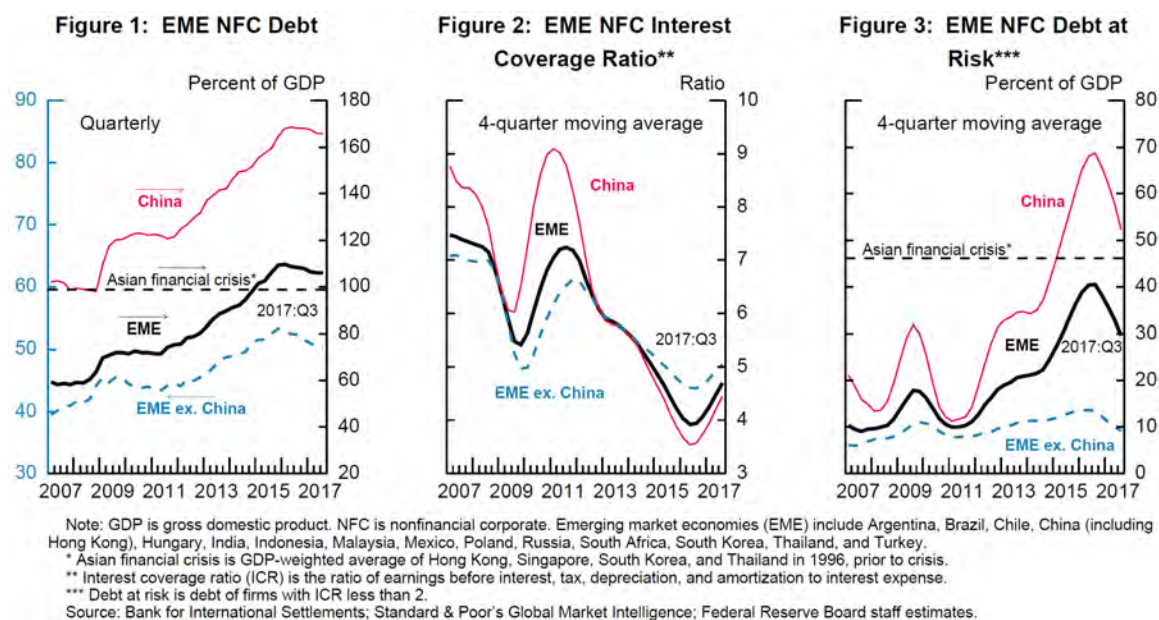 Figure 1: EME NFC Debt
Percent of GDP
90
80
70
60
50
40
30
180
160
140
120
100
80
60
40
20
Quarterly
China
Asian financial crisis*
2017:Q3
EME
EME ex. China
2007 2009 2011 2013 2015 2017
Figure 2: EME NFC Interest
Coverage Ratio**
Ratio
10
9
8
7
6
5
4
3
4-quarter moving average
China
EME
2017:Q3
EME ex. China
2007 2009 2011 2013 2015 2017
Figure 3: EME NFC Debt at
Risk***
Percent of GDP
80
70
60
50
40
30
20
10
0
4-quarter moving average
China
Asian financial crisis*
EME
2017:Q3
EME ex. China
2007 2009 2011 2013 2015 2017
Note: GDP is gross domestic product. NFC is nonfinancial corporate. Emerging market economies (EME) include Argentina, Brazil, Chile, China (including
Hong Kong), Hungary, India, Indonesia, Malaysia, Mexico, Poland, Russia, South Africa, South Korea, Thailand, and Turkey.
* Asian financial crisis is GDP-weighted average of Hong Kong, Singapore, South Korea, and Thailand in 1996, prior to crisis.
** Interest coverage ratio (ICR) is the ratio of earnings before interest, tax, depreciation, and amortization to interest expense.
*** Debt at risk is debt of firms with ICR less than 2.
Source: Bank for International Settlements; Standard & Poor's Global Market Intelligence; Federal Reserve Board staff estimates.